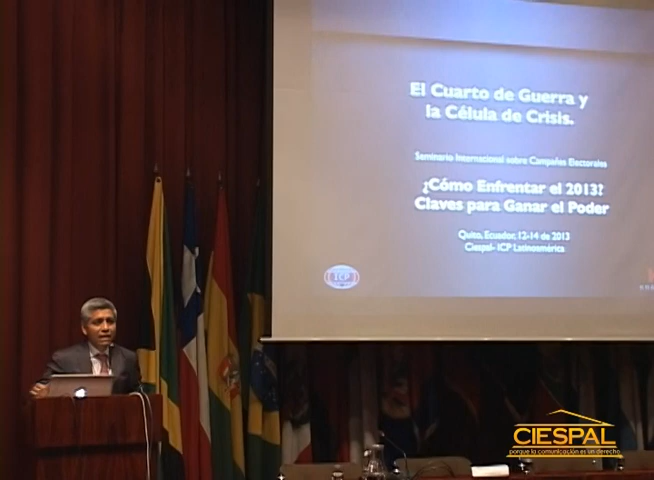 El Cuarto de Guerra y
la Célula de Crisis.
Seminario Internacional sobre Campañas Electorales
¿Cómo Enfrentar el 2013?
Claves para Ganar el Poder
Quito, Ecuador, 12-14 de 2013
Ciespal- ICP Latinoamérica
ICP
CIESPAL
porque la comunicación es un derecho